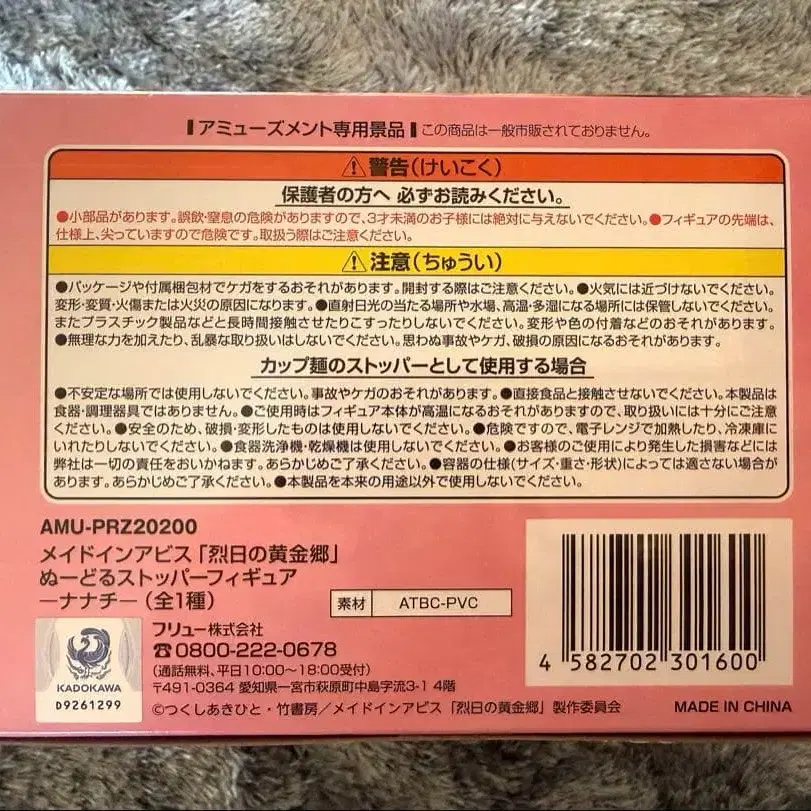 アミューズメント専用景品 この商品は一般市販されておりません。
⚠警告(けいこく)
保護者の方へ 必ずお読みください。
●小部品があります。誤飲・窒息の危険がありますので、3才未満のお子様には絶対に与えないでください。●フィギュアの先端は、
仕様上、尖っていますので危険です。取扱う際はご注意ください。
⚠注意(ちゅうい)
●パッケージや付属梱包材でケガをするおそれがあります。開封する際はご注意ください。●火気には近づけないでください。
変形・変質・火傷または火災の原因になります。●直射日光の当たる場所や水場、高温・多湿になる場所には保管しないでください。
またプラスチック製品などと長時間接触させたりこすったりしないでください。変形や色の付着などのおそれがあります。
●無理な力を加えたり、乱暴な取り扱いはしないでください。思わぬ事故やケガ、破損の原因になるおそれがあります。
カップ麺のストッパーとして使用する場合
●不安定な場所では使用しないでください。事故やケガのおそれがあります。●直接食品と接触させないでください。本製品は
食器・調理器具ではありません。●ご使用時はフィギュア本体が高温になるおそれがありますので、取り扱いには十分にご注意
ください。●安全のため、破損・変形したものは使用しないでください。●危険ですので、電子レンジで加熱したり、冷凍庫に
いれたりしないでください。●食器洗浄機・乾燥機は使用しないでください。●お客様のご使用により発生した損害などには
弊社は一切の責任をおいかねます。あらかじめご了承ください。●容器の仕様(サイズ・重さ・形状)によっては適さない場合が
あります。あらかじめご了承ください。●本製品を本来の用途以外で使用しないでください。
AMU-PRZ20200
メイドインアビス「烈日の黄金郷」
ぬーどるストッパーフィギュア
―ナナチ―(全1種)
素材 ATBC-PVC
フリュー株式会社
☎0800-222-0678
(通話無料、平日10:00〜18:00受付)
〒491-0364 愛知県一宮市萩原町中島字流3-1 4階
©つくしあきひと・竹書房/メイドインアビス「烈日の黄金郷」製作委員会
KADOKAWA
D9261299
4 582702 301600
MADE IN CHINA